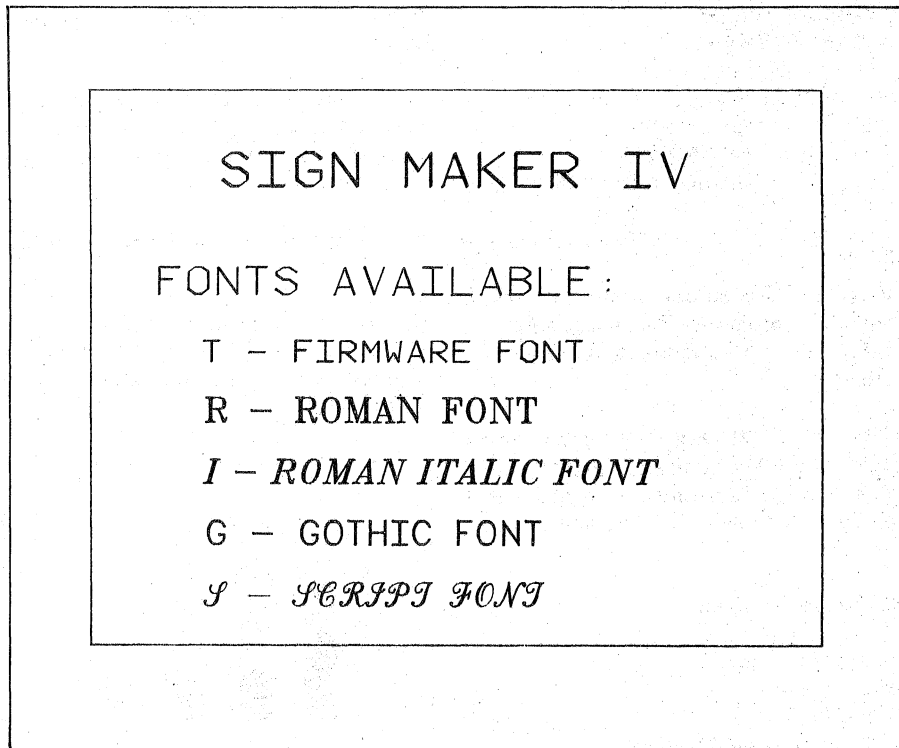 SIGN MAKER IV
FONTS AVAILABLE:
T – FIRMWARE FONT
R – ROMAN FONT
I – ROMAN ITALIC FONT
G – GOTHIC FONT
S – SCRIPT FONT